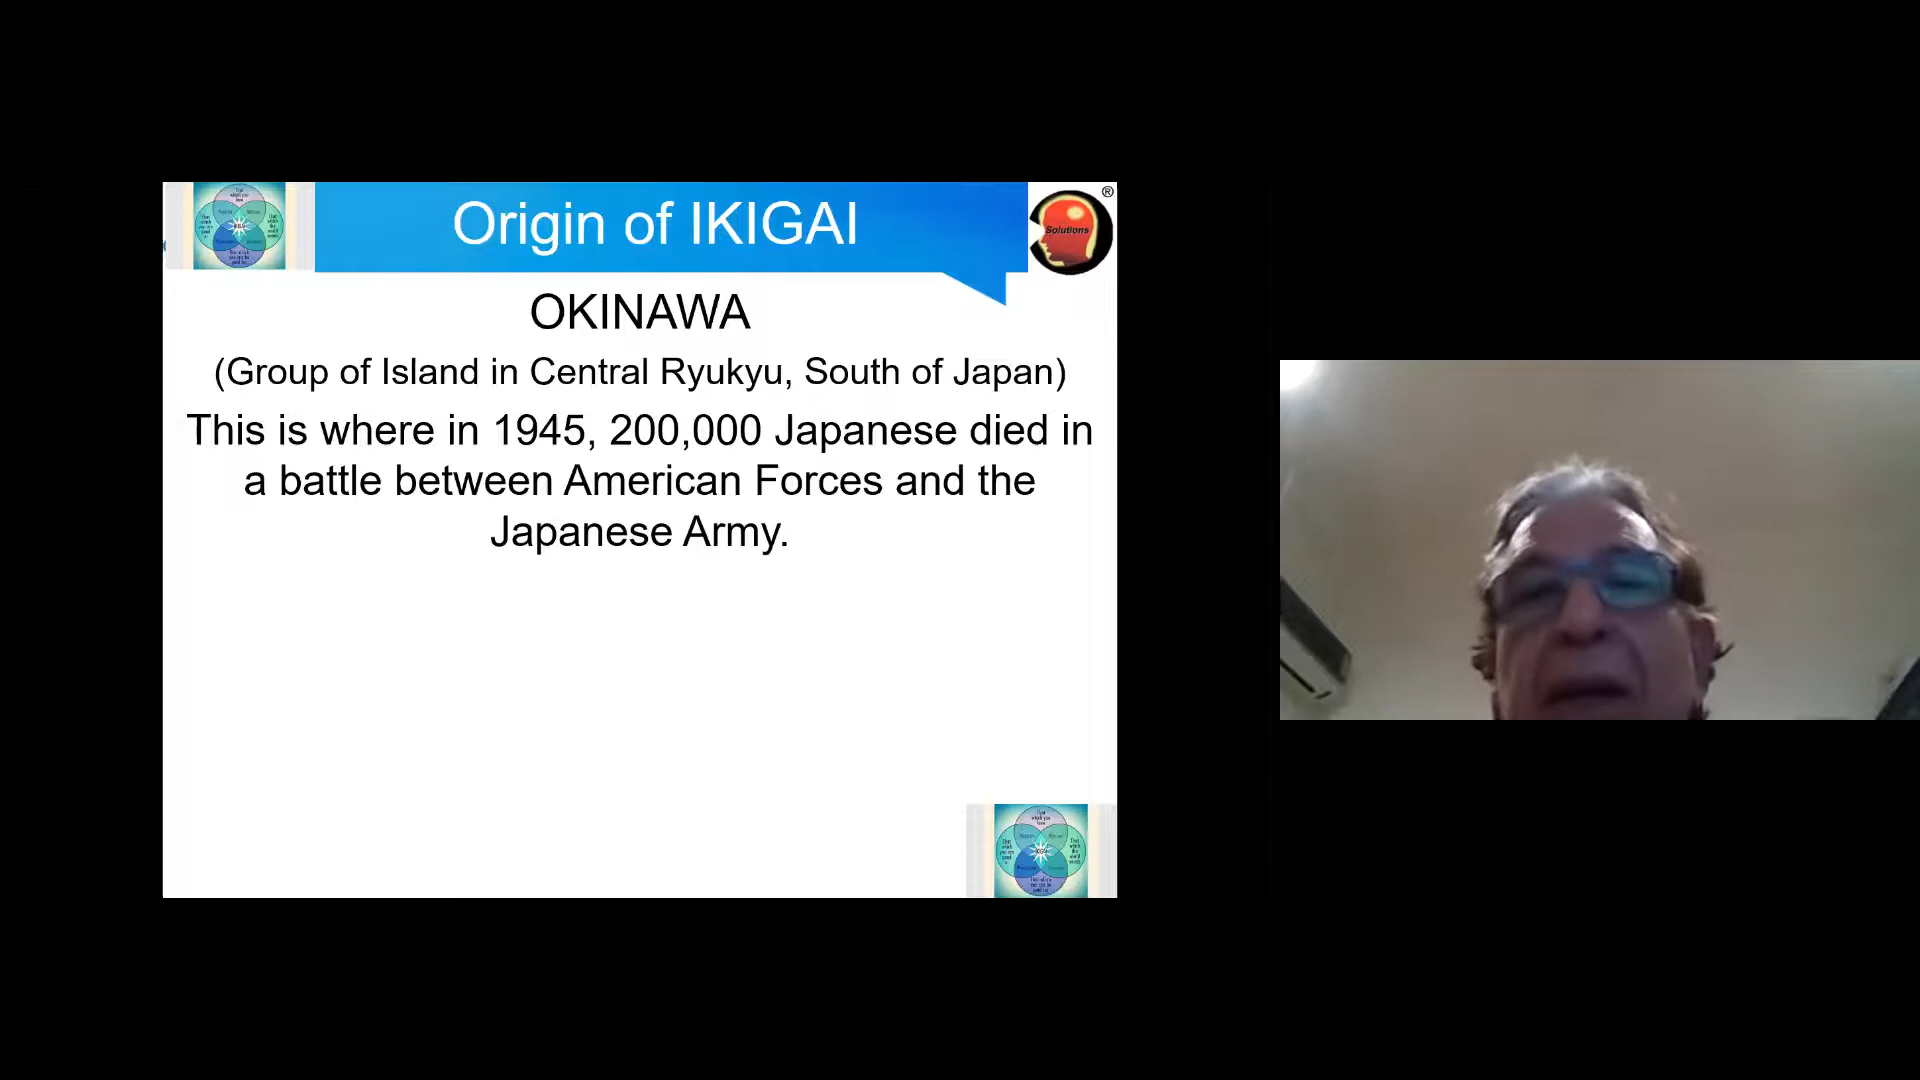 Origin of IKIGAI
®
Solutions
OKINAWA
(Group of Island in Central Ryukyu, South of Japan)
This is where in 1945, 200,000 Japanese died in
a battle between American Forces and the
Japanese Army.